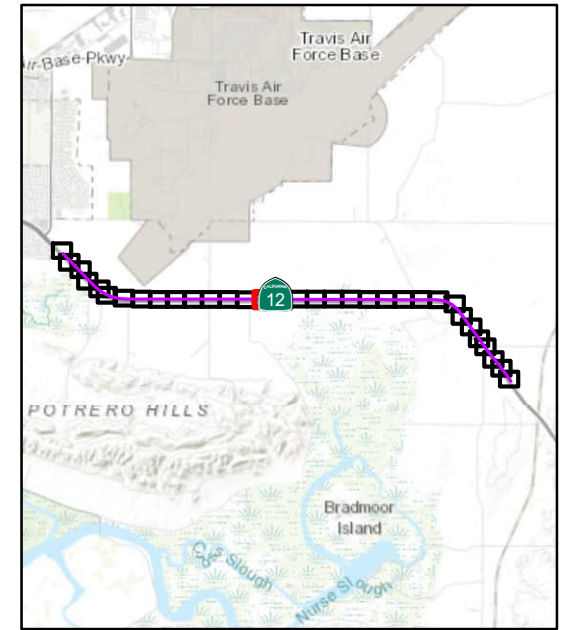 Travis Air
Force Base
Air-Base-Pkwy
Travis Air
Force Base
CALIFORNIA
12
POTRERO HILLS
Bradmoor
Island
Slough
Nurse Slough